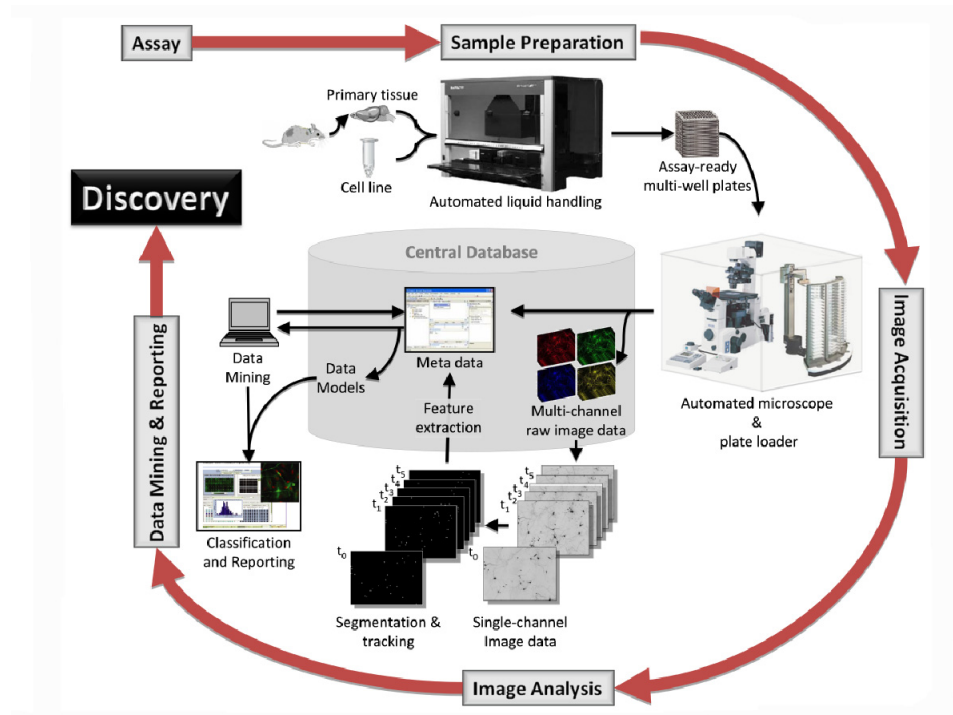 Assay
Sample Preparation
Primary tissue
Cell line
Automated liquid handling
Assay-ready
multi-well plates
Discovery
Central Database
Image Acquisition
Data
Mining
Meta data
Data
Models
Feature
extraction
Multi-channel
raw image data
Automated microscope
&
plate loader
Data Mining & Reporting
Classification
and Reporting
t5
t4
t3
t2
t1
t0
t5
t4
t3
t2
t1
t0
Segmentation &
tracking
Single-channel
Image data
Image Analysis